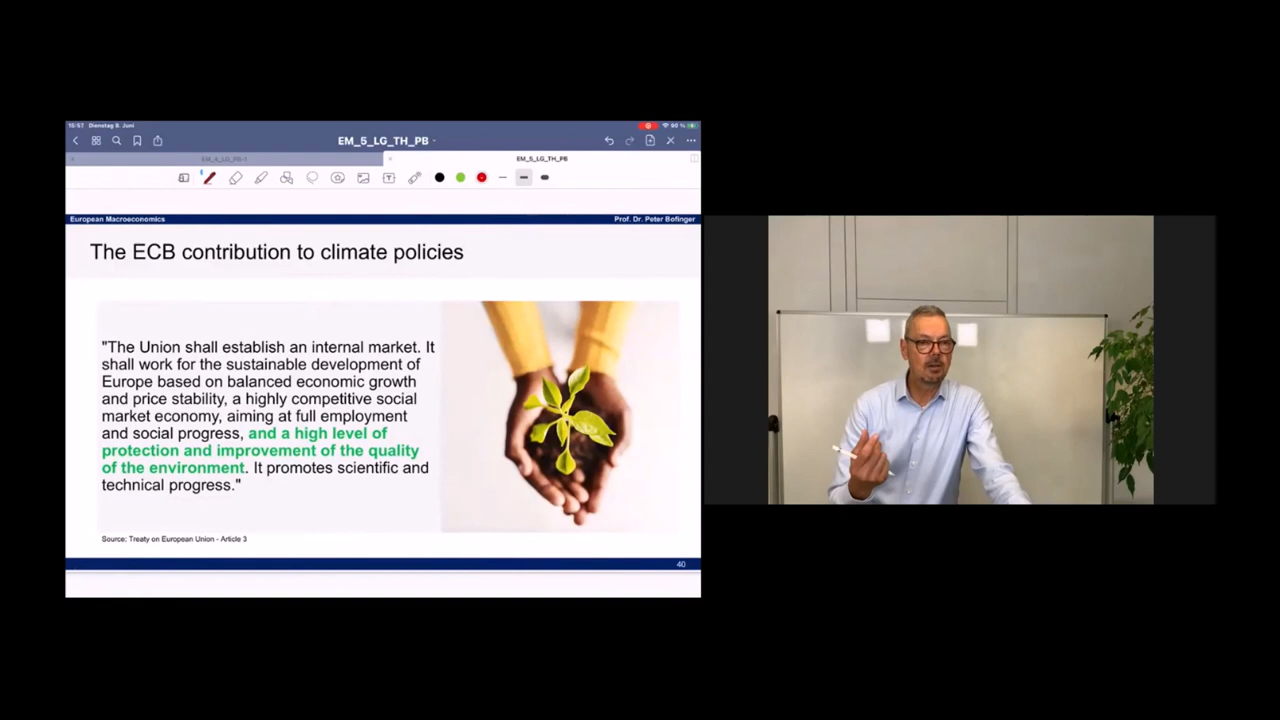 15:57 Dienstag 8. Juni
90 %
EM_5_LG_TH_PB
EM_4_LG_PB-1
EM_5_LG_TH_PB
European Macroeconomics
Prof. Dr. Peter Bofinger
The ECB contribution to climate policies
"The Union shall establish an internal market. It
shall work for the sustainable development of
Europe based on balanced economic growth
and price stability, a highly competitive social
market economy, aiming at full employment
and social progress, and a high level of
protection and improvement of the quality
of the environment. It promotes scientific and
technical progress."
Source: Treaty on European Union - Article 3
40